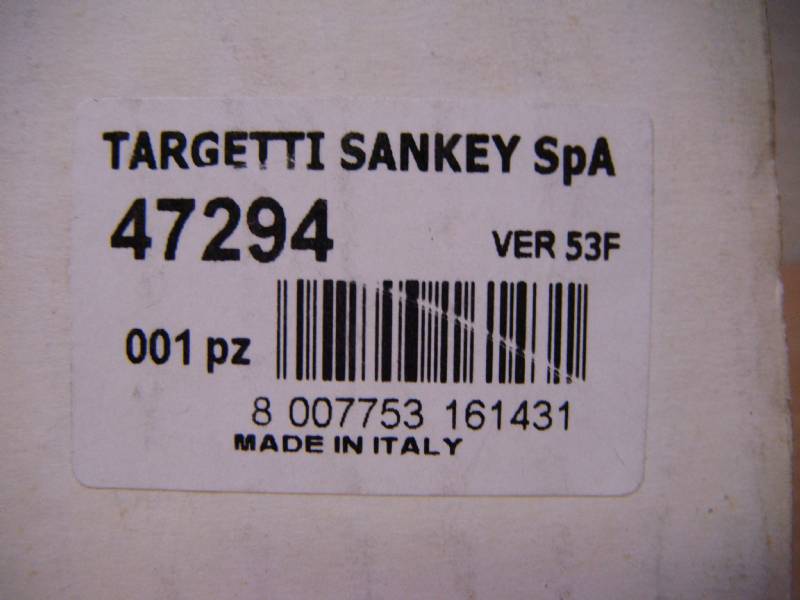 TARGETTI SANKEY SpA
47294 VER 53F
001 pz
8 007753 161431
MADE IN ITALY